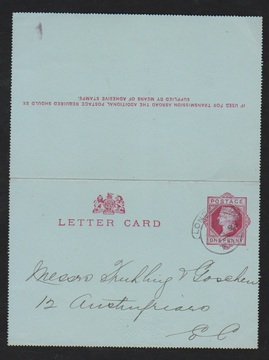 IF USED FOR TRANSMISSION ABROAD THE ADDITIONAL POSTAGE REQUIRED SHOULD BE
SUPPLIED BY MEANS OF ADHESIVE STAMPS.
POSTAGE
ONE PENNY
LETTER CARD
Messrs Frühling & Goschen
12 Austinfriars
E C